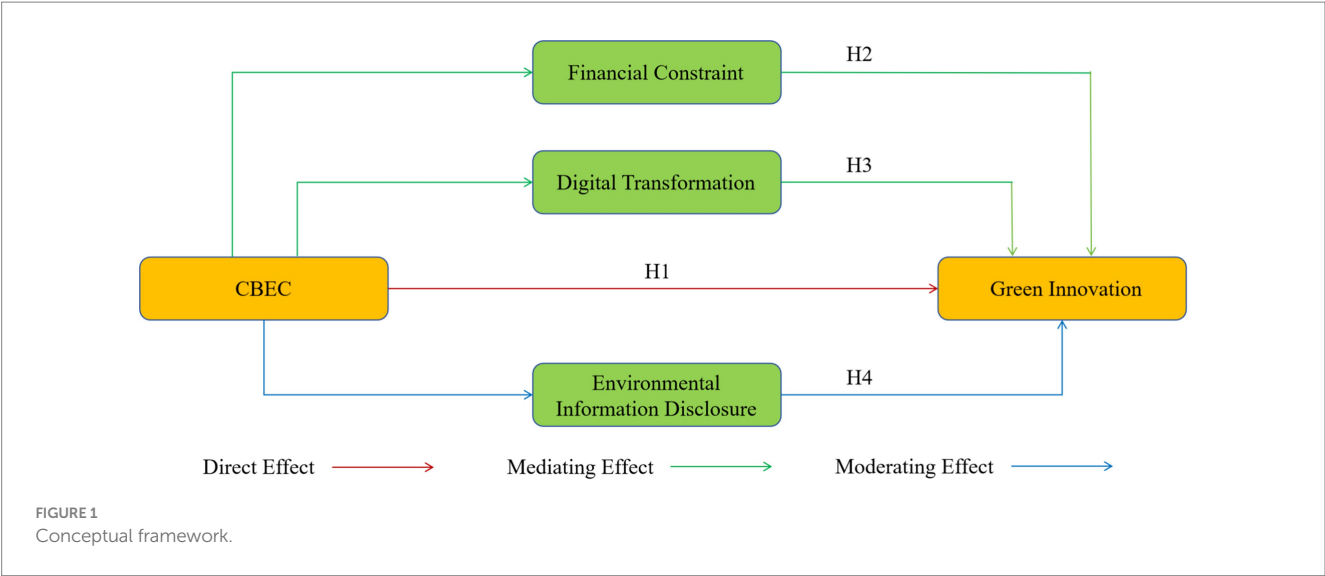 Financial Constraint
H2
Digital Transformation
H3
CBEC
H1
Green Innovation
Environmental
Information Disclosure
H4
Direct Effect
Mediating Effect
Moderating Effect
FIGURE 1
Conceptual framework.